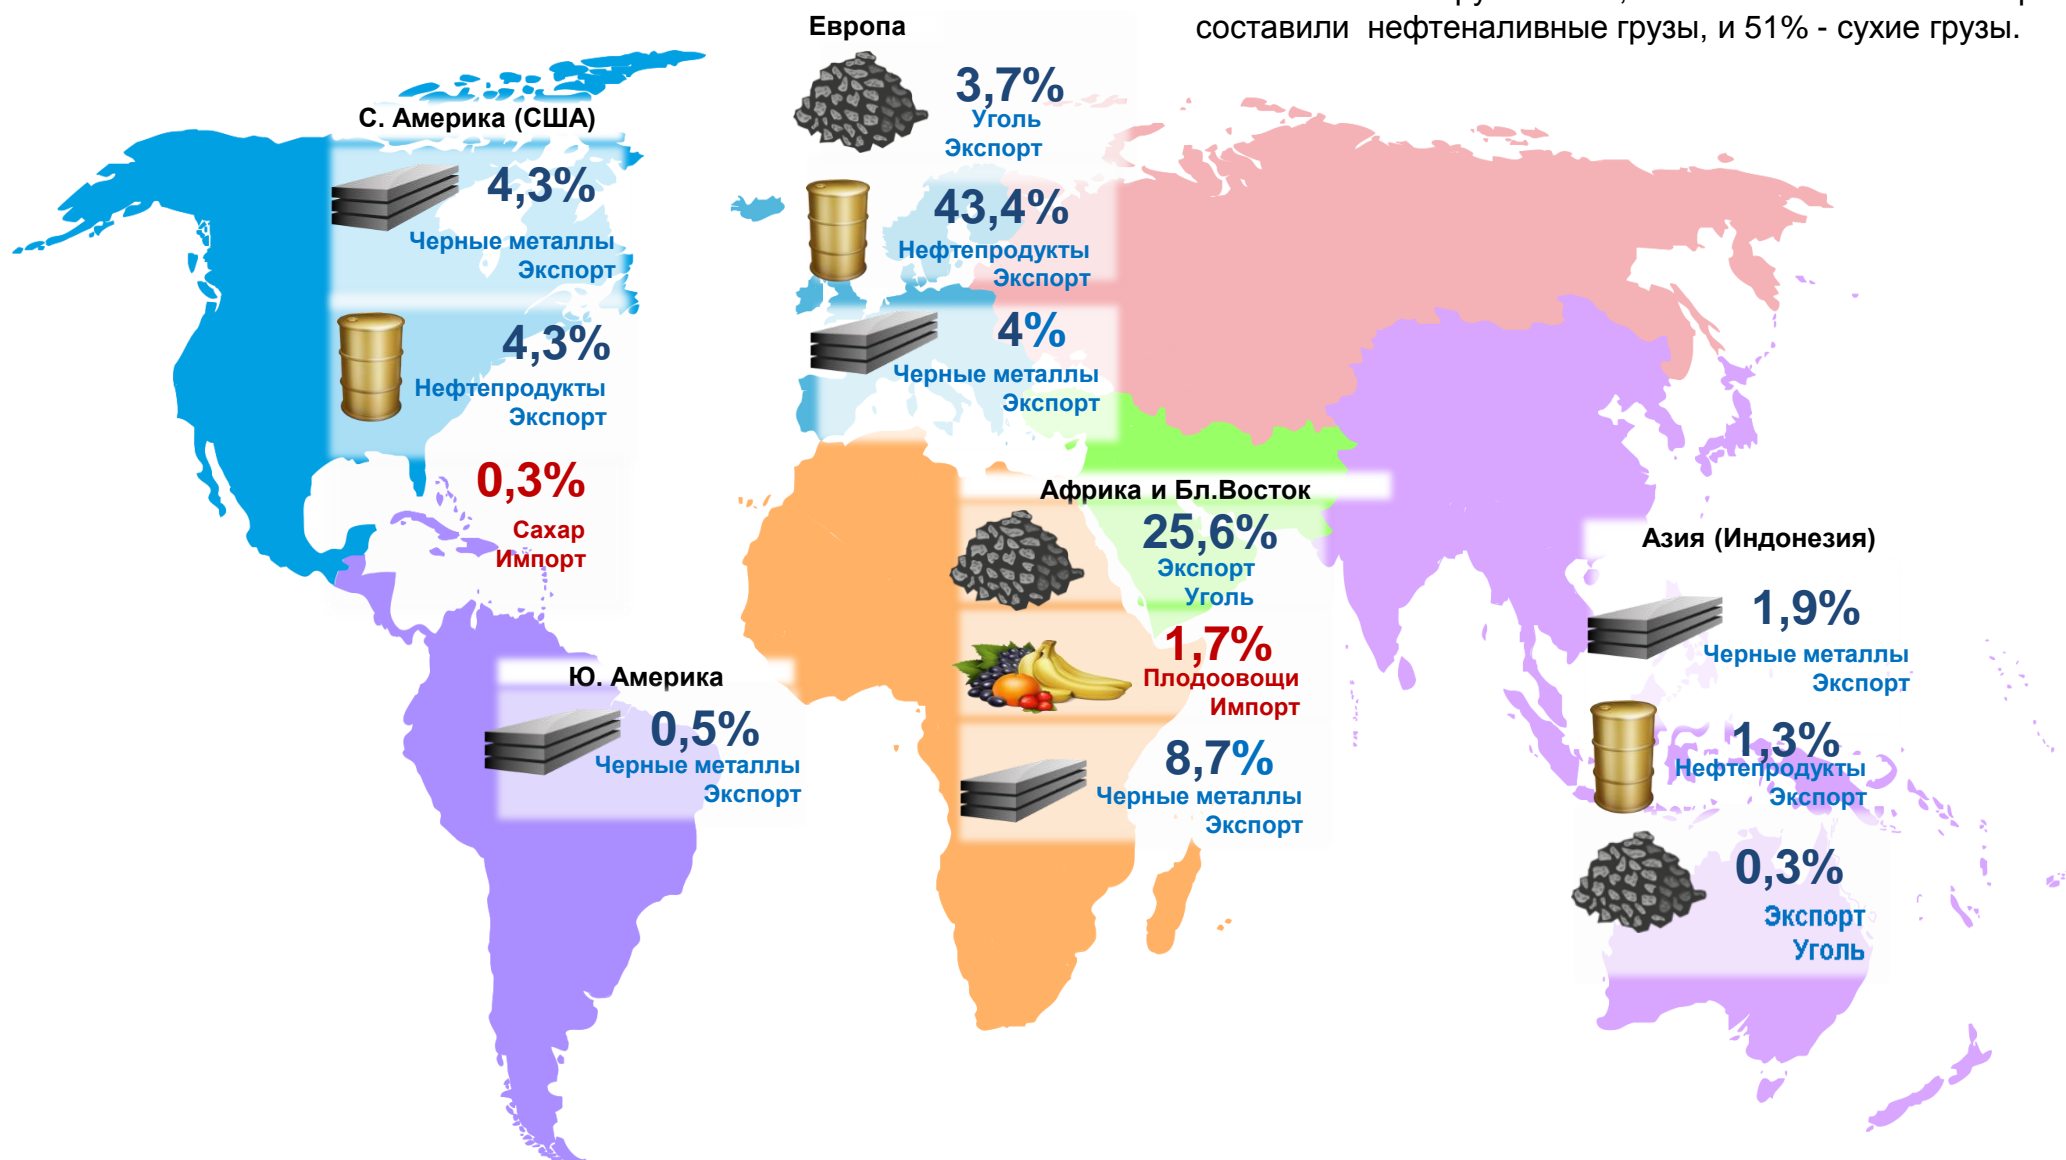 составили нефтеналивные грузы, и 51% - сухие грузы.
Европа
3,7%
Уголь
Экспорт
43,4%
Нефтепродукты
Экспорт
4%
Черные металлы
Экспорт
С. Америка (США)
4,3%
Черные металлы
Экспорт
4,3%
Нефтепродукты
Экспорт
0,3%
Сахар
Импорт
Ю. Америка
0,5%
Черные металлы
Экспорт
Африка и Бл.Восток
25,6%
Экспорт
Уголь
1,7%
Плодоовощи
Импорт
8,7%
Черные металлы
Экспорт
Азия (Индонезия)
1,9%
Черные металлы
Экспорт
1,3%
Нефтепродукты
Экспорт
0,3%
Экспорт
Уголь